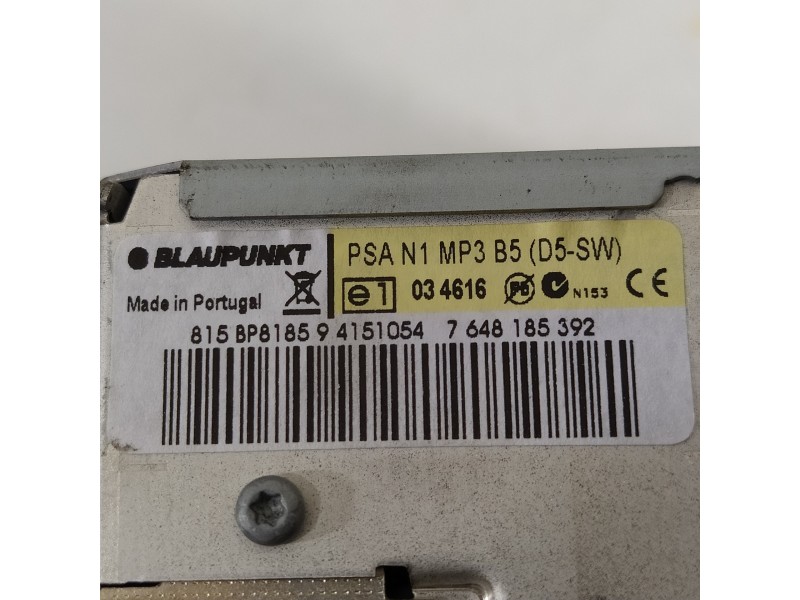 BLAUPUNKT
PSA N1 MP3 B5 (D5-SW)
Made in Portugal
e1 03 4616 Pb N153 CE
815 BP8185 9 4151054 7 648 185 392